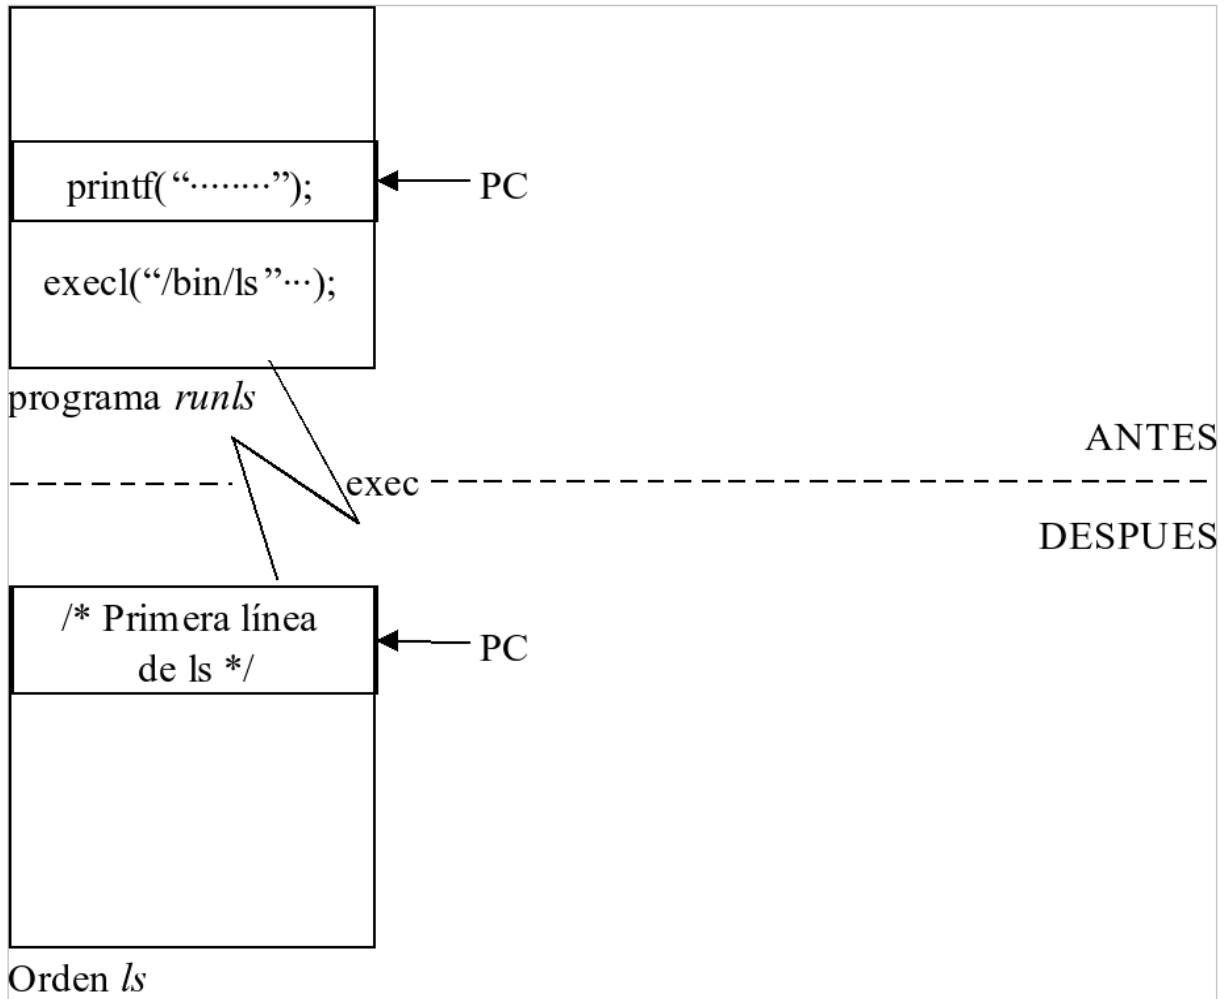 printf(“········”);
PC
execl(“/bin/ls”···);
programa runls
ANTES
exec
DESPUES
/* Primera línea
de ls */
PC
Orden ls